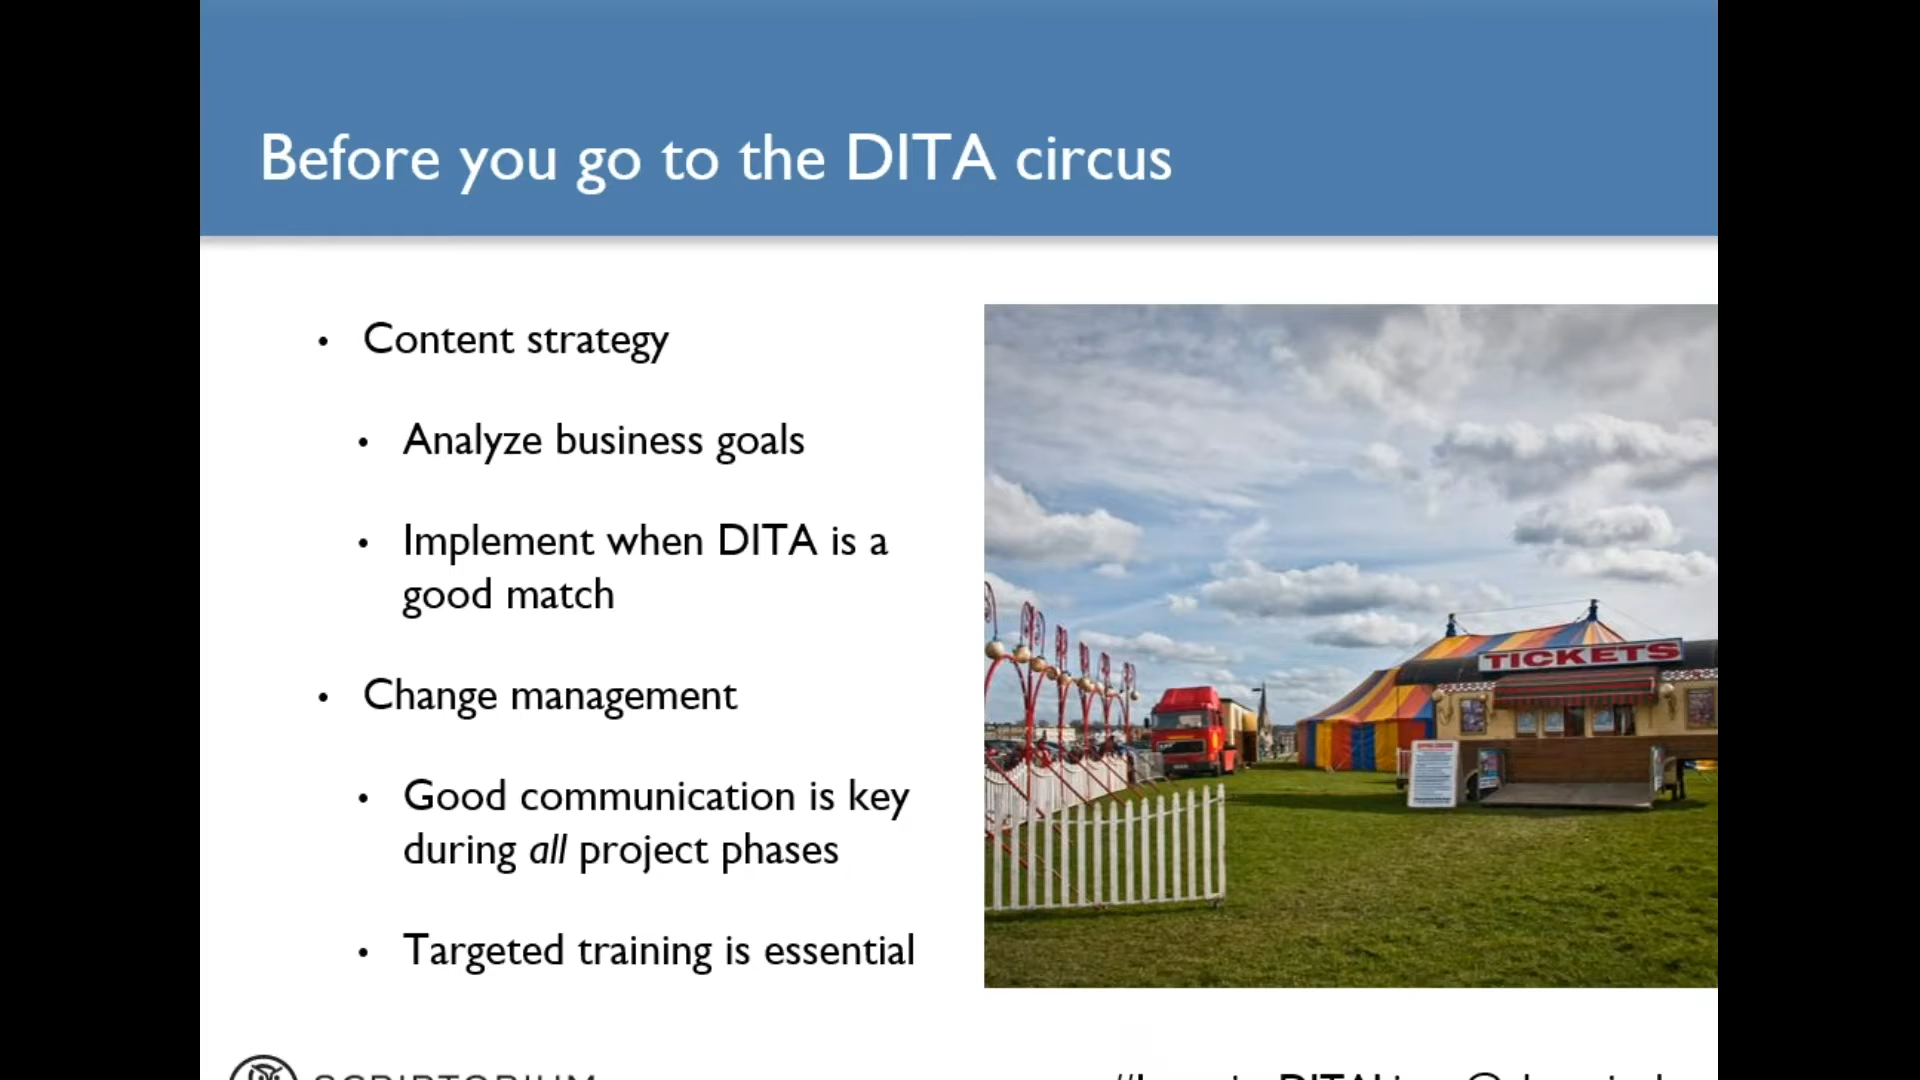 Before you go to the DITA circus
• Content strategy
• Analyze business goals
• Implement when DITA is a
good match
• Change management
• Good communication is key
during all project phases
• Targeted training is essential
TICKETS
SCRIPTORIUM